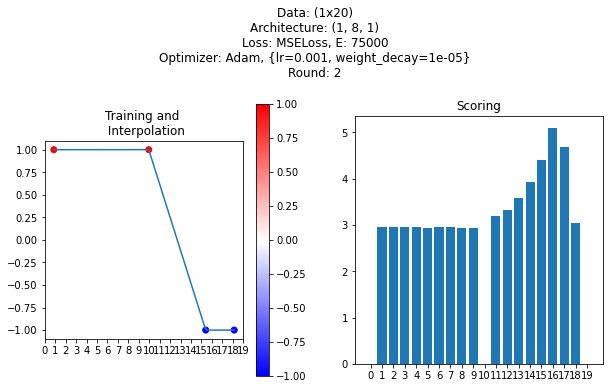 Data: (1x20)
Architecture: (1, 8, 1)
Loss: MSELoss, E: 75000
Optimizer: Adam, {lr=0.001, weight_decay=1e-05}
Round: 2
Training and
Interpolation
1.00
0.75
0.50
0.25
0.00
−0.25
−0.50
−0.75
−1.00
0 1 2 3 4 5 6 7 8 9 10 11 12 13 14 15 16 17 18 19
1.00
0.75
0.50
0.25
0.00
−0.25
−0.50
−0.75
−1.00
Scoring
5
4
3
2
1
0
0 1 2 3 4 5 6 7 8 9 10 11 12 13 14 15 16 17 18 19